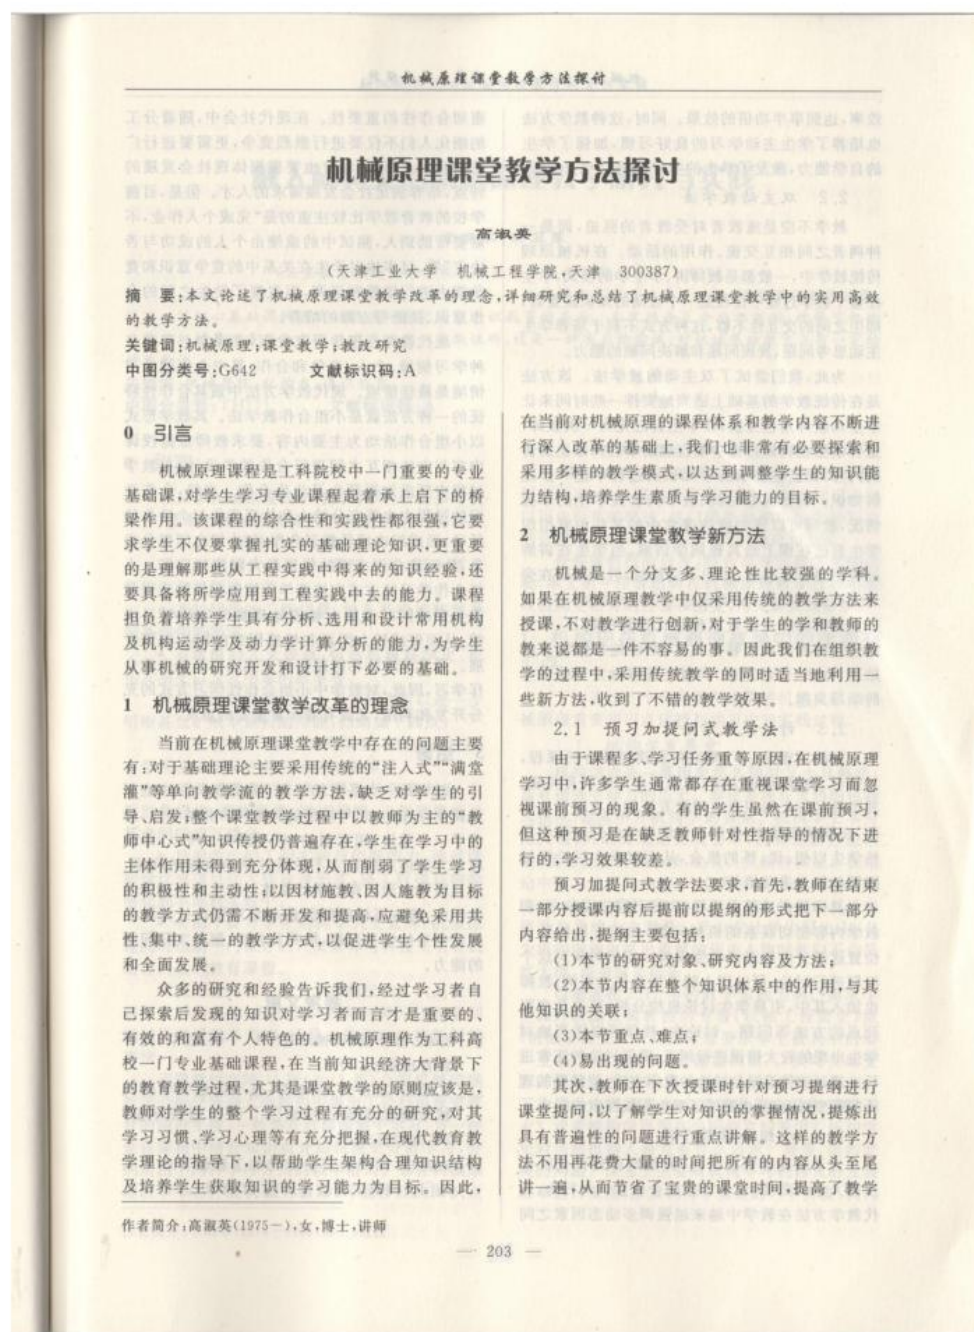 机械原理课堂教学方法探讨
机械原理课堂教学方法探讨
高淑英
(天津工业大学　机械工程学院,天津　300387)
摘　要:本文论述了机械原理课堂教学改革的理念,详细研究和总结了机械原理课堂教学中的实用高效
的教学方法。
关键词:机械原理;课堂教学;教改研究
中图分类号:G642　　文献标识码:A
0　引言
机械原理课程是工科院校中一门重要的专业
基础课,对学生学习专业课程起着承上启下的桥
梁作用。该课程的综合性和实践性都很强,它要
求学生不仅要掌握扎实的基础理论知识,更重要
的是理解那些从工程实践中得来的知识经验,还
要具备将所学应用到工程实践中去的能力。课程
担负着培养学生具有分析、选用和设计常用机构
及机构运动学及动力学计算分析的能力,为学生
从事机械的研究开发和设计打下必要的基础。
1　机械原理课堂教学改革的理念
当前在机械原理课堂教学中存在的问题主要
有:对于基础理论主要采用传统的“注入式”“满堂
灌”等单向教学流的教学方法,缺乏对学生的引
导、启发;整个课堂教学过程中以教师为主的“教
师中心式”知识传授仍普遍存在,学生在学习中的
主体作用未得到充分体现,从而削弱了学生学习
的积极性和主动性;以因材施教、因人施教为目标
的教学方式仍需不断开发和提高,应避免采用共
性、集中、统一的教学方式,以促进学生个性发展
和全面发展。
众多的研究和经验告诉我们,经过学习者自
己探索后发现的知识对学习者而言才是重要的、
有效的和富有个人特色的。机械原理作为工科高
校一门专业基础课程,在当前知识经济大背景下
的教育教学过程,尤其是课堂教学的原则应该是,
教师对学生的整个学习过程有充分的研究,对其
学习习惯、学习心理等有充分把握,在现代教育教
学理论的指导下,以帮助学生架构合理知识结构
及培养学生获取知识的学习能力为目标。因此,
作者简介:高淑英(1975－),女,博士,讲师
在当前对机械原理的课程体系和教学内容不断进
行深入改革的基础上,我们也非常有必要探索和
采用多样的教学模式,以达到调整学生的知识能
力结构,培养学生素质与学习能力的目标。
2　机械原理课堂教学新方法
机械是一个分支多、理论性比较强的学科。
如果在机械原理教学中仅采用传统的教学方法来
授课,不对教学进行创新,对于学生的学和教师的
教来说都是一件不容易的事。因此我们在组织教
学的过程中,采用传统教学的同时适当地利用一
些新方法,收到了不错的教学效果。
2.1　预习加提问式教学法
由于课程多、学习任务重等原因,在机械原理
学习中,许多学生通常都存在重视课堂学习而忽
视课前预习的现象。有的学生虽然在课前预习,
但这种预习是在缺乏教师针对性指导的情况下进
行的,学习效果较差。
预习加提问式教学法要求,首先,教师在结束
一部分授课内容后提前以提纲的形式把下一部分
内容给出,提纲主要包括:
(1)本节的研究对象、研究内容及方法;
(2)本节内容在整个知识体系中的作用,与其
他知识的关联;
(3)本节重点、难点;
(4)易出现的问题。
其次,教师在下次授课时针对预习提纲进行
课堂提问,以了解学生对知识的掌握情况,提炼出
具有普遍性的问题进行重点讲解。这样的教学方
法不用再花费大量的时间把所有的内容从头至尾
讲一遍,从而节省了宝贵的课堂时间,提高了教学
— 203 —